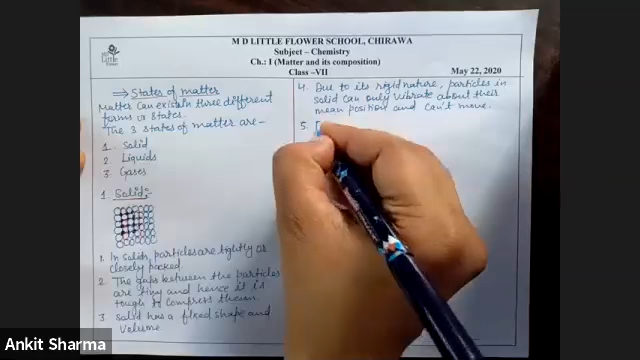 M D LITTLE FLOWER SCHOOL, CHIRAWA
Subject – Chemistry
Ch.: I (Matter and its composition)
Class –VII
May 22, 2020
⇒ States of matter
Matter can exist in three different
forms or states.
The 3 states of matter are –
1. Solid
2. Liquids
3. Gases
1. Solid:-
1. In solids, particles are tightly or
closely packed.
2. The gaps between the particles
are tiny and hence it is
tough to compress them.
3. Solid has a fixed shape and
volume
4. Due to its rigid nature, particles in
solid can only vibrate about their
mean position and can't move.
5.
Ankit Sharma